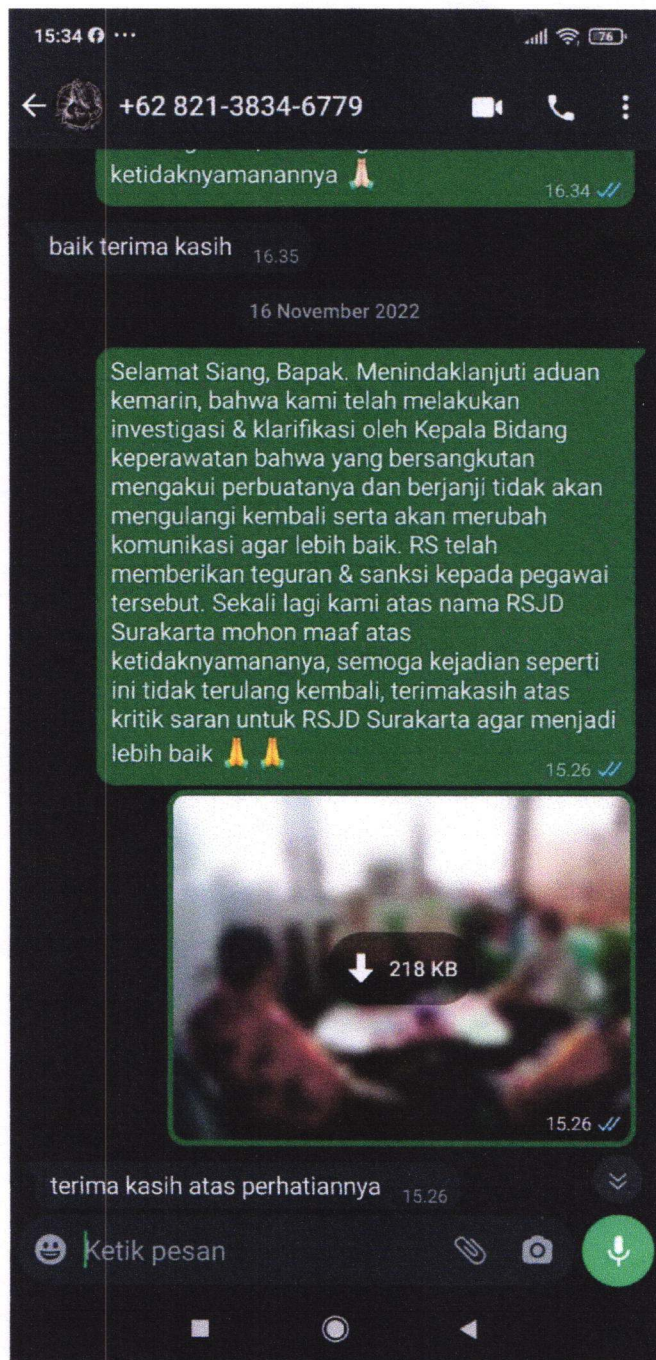 15:34 ...
76
+62 821-3834-6779
ketidaknyamanannya 🙏🏻
16.34
baik terima kasih 16.35
16 November 2022
Selamat Siang, Bapak. Menindaklanjuti aduan
kemarin, bahwa kami telah melakukan
investigasi & klarifikasi oleh Kepala Bidang
keperawatan bahwa yang bersangkutan
mengakui perbuatanya dan berjanji tidak akan
mengulangi kembali serta akan merubah
komunikasi agar lebih baik. RS telah
memberikan teguran & sanksi kepada pegawai
tersebut. Sekali lagi kami atas nama RSJD
Surakarta mohon maaf atas
ketidaknyamananya, semoga kejadian seperti
ini tidak terulang kembali, terimakasih atas
kritik saran untuk RSJD Surakarta agar menjadi
lebih baik 🙏 🙏
15.26
218 KB
15.26
terima kasih atas perhatiannya 15.26
Ketik pesan